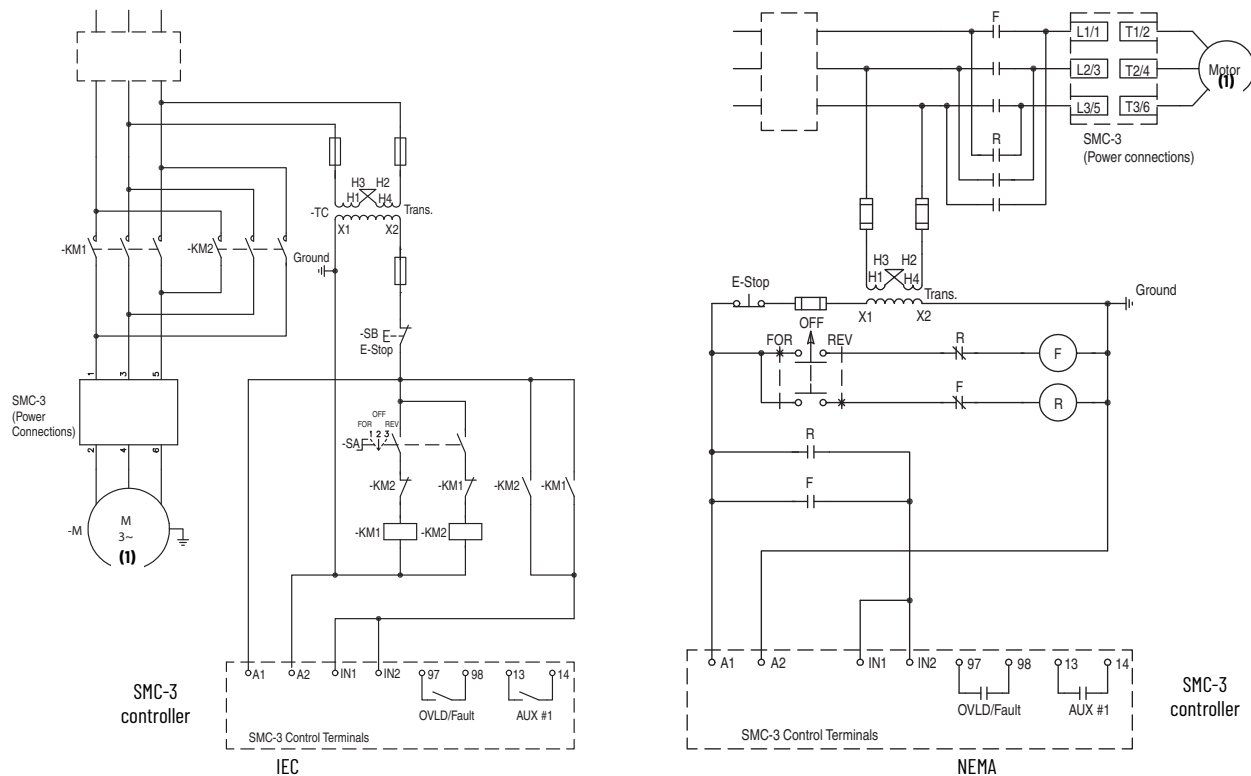 H3 H2
H1 H4
-TC
Trans.
X1 X2
-KM1
-KM2
Ground
-SB
E-Stop
1 3 5
SMC-3
(Power
Connections)
2 4 6
-M
M
3~
(1)
OFF
FOR REV
1 2 3
-SA
-KM2 -KM1 -KM2 -KM1
-KM1 -KM2
A1 A2 IN1 IN2 97 98 13 14
OVLD/Fault AUX #1
SMC-3 Control Terminals
SMC-3
controller
IEC
F
L1/1 T1/2
L2/3 T2/4
L3/5 T3/6
Motor
(1)
R
SMC-3
(Power connections)
H3 H2
H1 H4
Trans.
E-Stop
X1 X2
Ground
OFF
FOR REV
R
F
F
R
R
F
A1 A2 IN1 IN2 97 98 13 14
OVLD/Fault AUX #1
SMC-3 Control Terminals
SMC-3
controller
NEMA